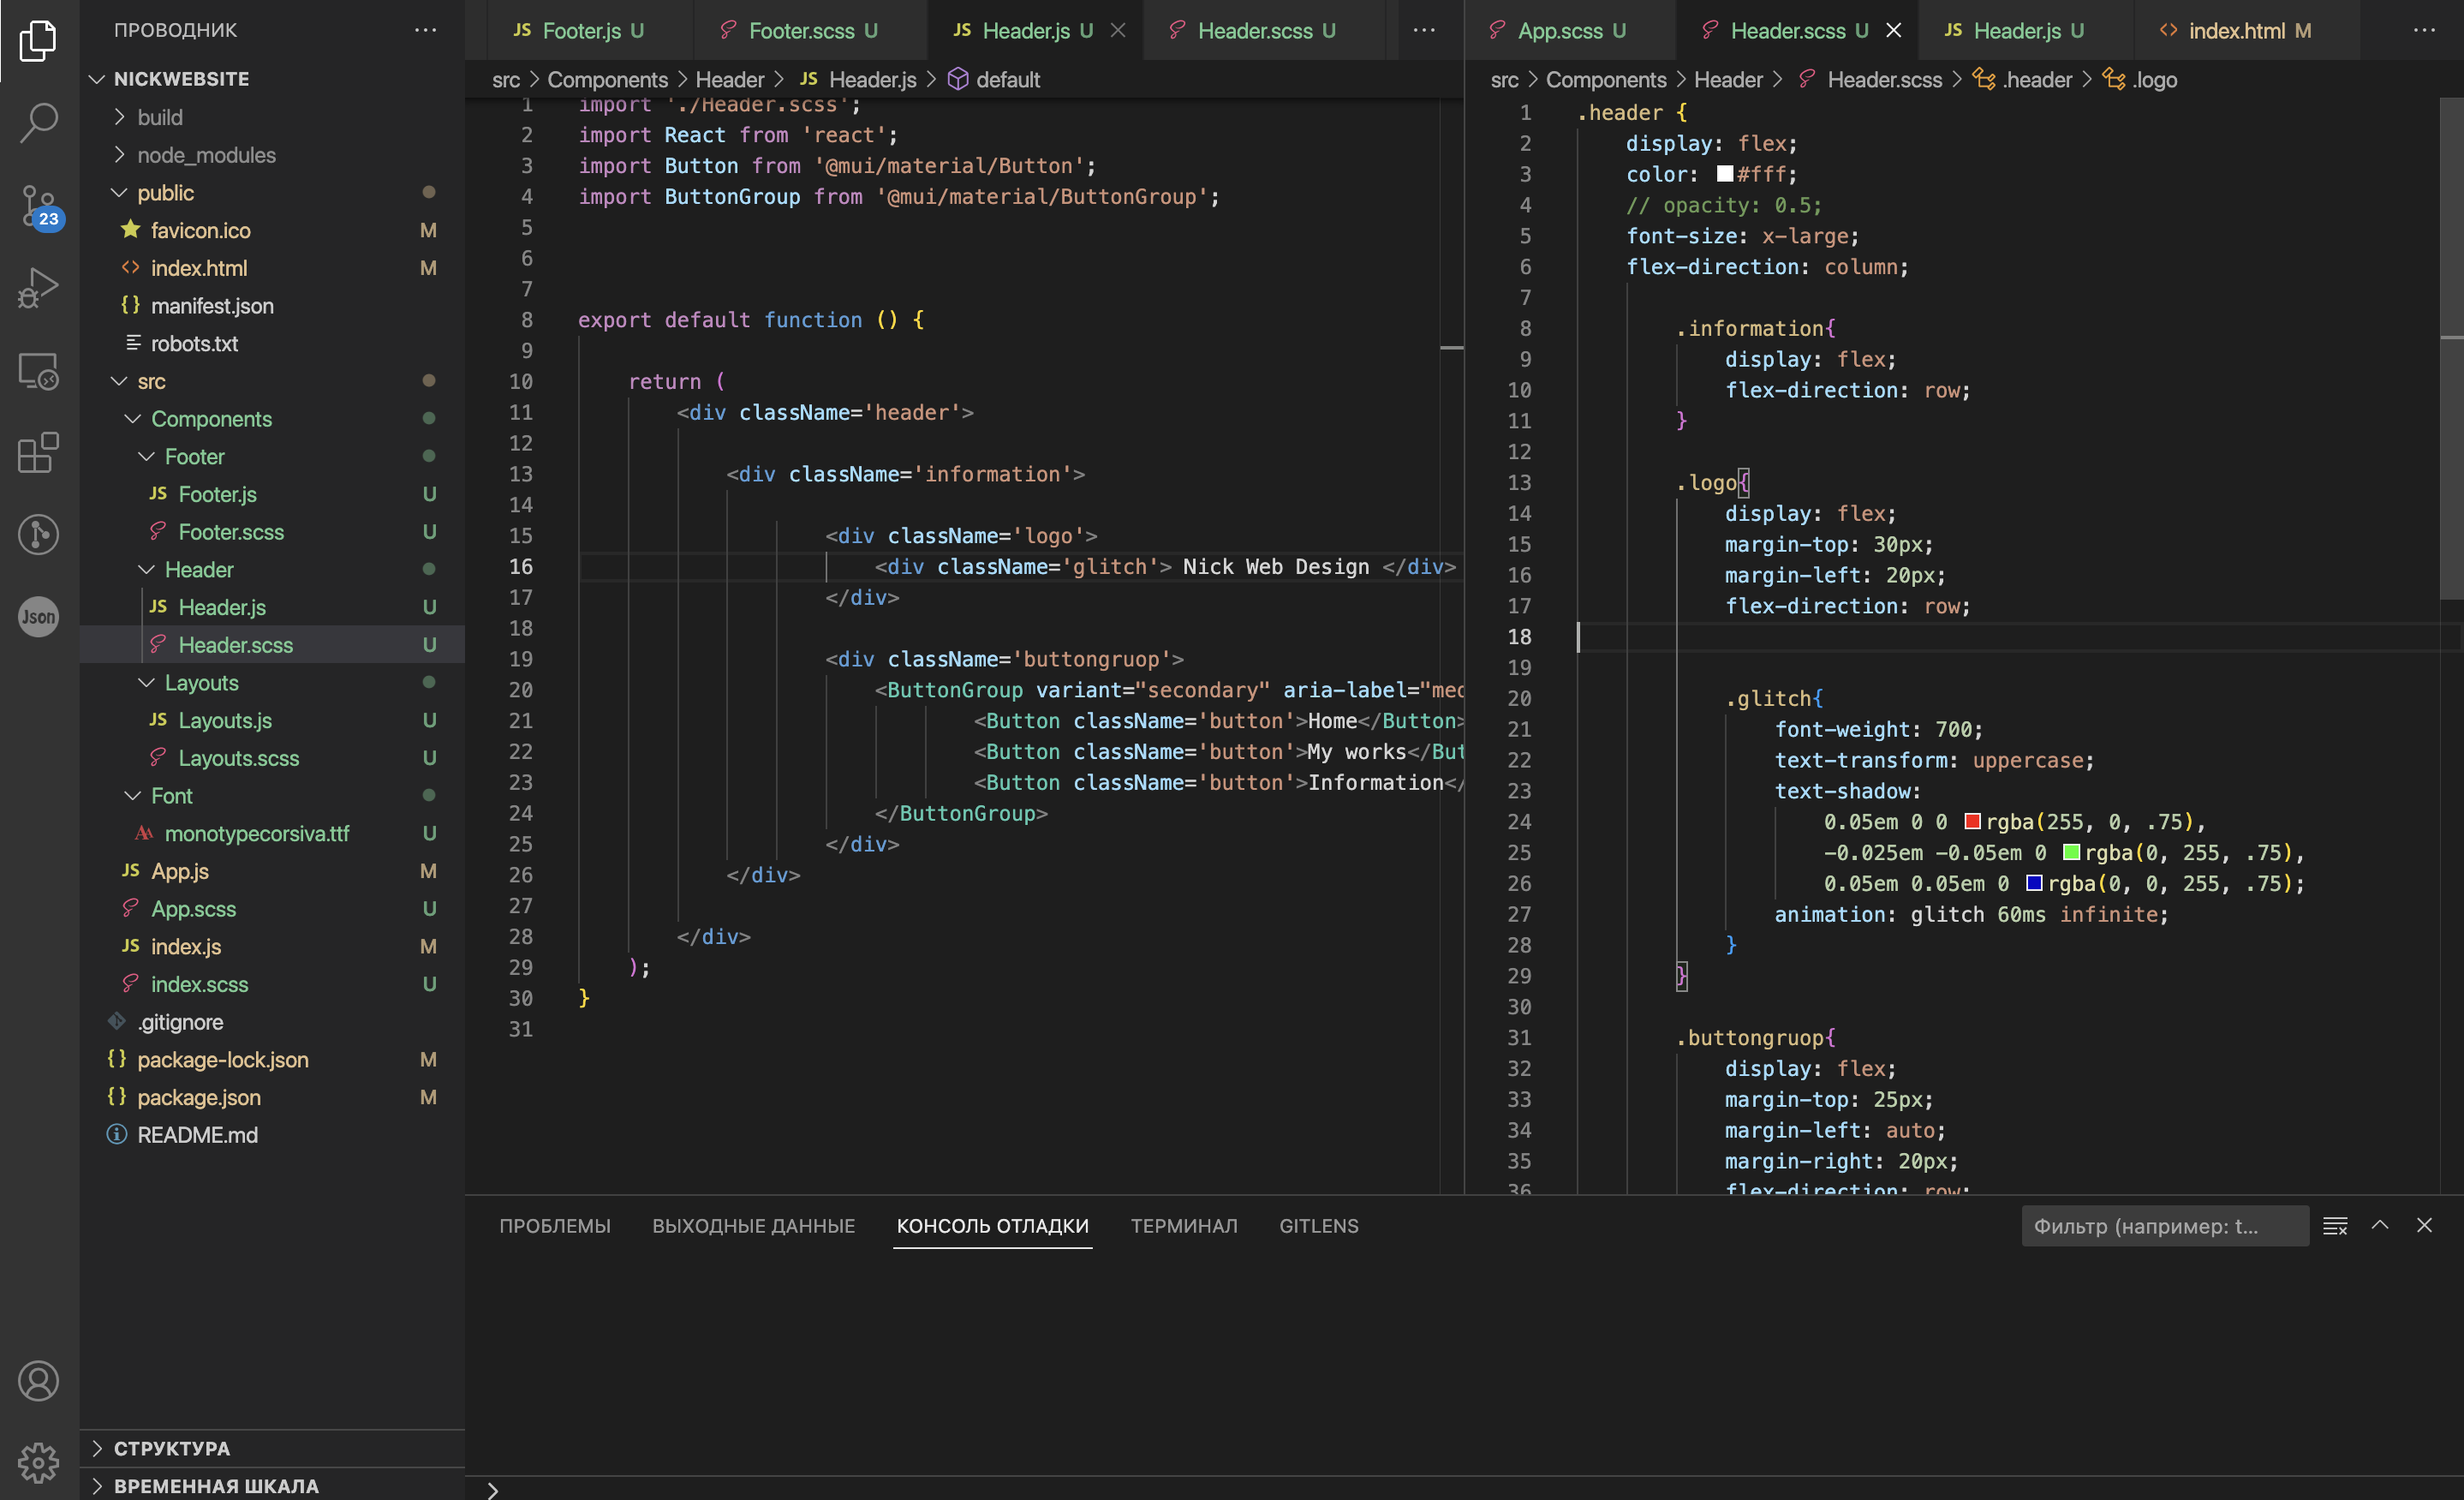 ПРОВОДНИК
NICKWEBSITE
build
node_modules
public
favicon.ico M
index.html M
manifest.json
robots.txt
src
Components
Footer
JS Footer.js U
Footer.scss U
Header
JS Header.js U
Header.scss U
Layouts
JS Layouts.js U
Layouts.scss U
Font
monotypecorsiva.ttf U
JS App.js M
App.scss U
JS index.js M
index.scss U
.gitignore
{} package-lock.json M
{} package.json M
README.md
СТРУКТУРА
ВРЕМЕННАЯ ШКАЛА
23
Json
JS Footer.js U Footer.scss U JS Header.js U Header.scss U
src > Components > Header > JS Header.js > default
1 import './Header.scss';
2 import React from 'react';
3 import Button from '@mui/material/Button';
4 import ButtonGroup from '@mui/material/ButtonGroup';
5
6
7
8 export default function () {
9
10 return (
11 <div className='header'>
12
13 <div className='information'>
14
15 <div className='logo'>
16 <div className='glitch'> Nick Web Design </div>
17 </div>
18
19 <div className='buttongruop'>
20 <ButtonGroup variant="secondary" aria-label="med
21 <Button className='button'>Home</Button>
22 <Button className='button'>My works</But
23 <Button className='button'>Information</
24 </ButtonGroup>
25 </div>
26 </div>
27
28 </div>
29 );
30 }
31
App.scss U Header.scss U JS Header.js U index.html M
src > Components > Header > Header.scss > .header > .logo
1 .header {
2 display: flex;
3 color: #fff;
4 // opacity: 0.5;
5 font-size: x-large;
6 flex-direction: column;
7
8 .information{
9 display: flex;
10 flex-direction: row;
11 }
12
13 .logo{
14 display: flex;
15 margin-top: 30px;
16 margin-left: 20px;
17 flex-direction: row;
18
19
20 .glitch{
21 font-weight: 700;
22 text-transform: uppercase;
23 text-shadow:
24 0.05em 0 0 rgba(255, 0, .75),
25 -0.025em -0.05em 0 rgba(0, 255, .75),
26 0.05em 0.05em 0 rgba(0, 0, 255, .75);
27 animation: glitch 60ms infinite;
28 }
29 }
30
31 .buttongruop{
32 display: flex;
33 margin-top: 25px;
34 margin-left: auto;
35 margin-right: 20px;
36 flex-direction: row;
ПРОБЛЕМЫ ВЫХОДНЫЕ ДАННЫЕ КОНСОЛЬ ОТЛАДКИ ТЕРМИНАЛ GITLENS
Фильтр (например: t...